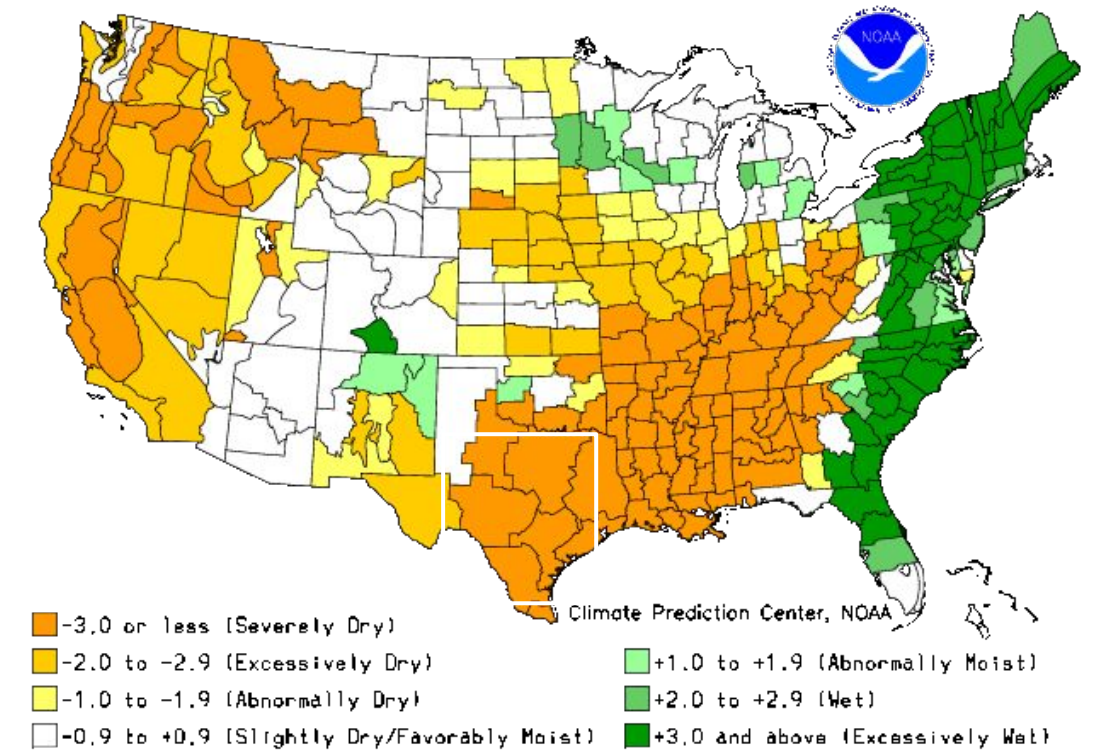 NOAA
Climate Prediction Center, NOAA
-3.0 or less (Severely Dry)
-2.0 to -2.9 (Excessively Dry)
-1.0 to -1.9 (Abnormally Dry)
-0.9 to +0.9 (Slightly Dry/Favorably Moist)
+1.0 to +1.9 (Abnormally Moist)
+2.0 to +2.9 (Wet)
+3.0 and above (Excessively Wet)